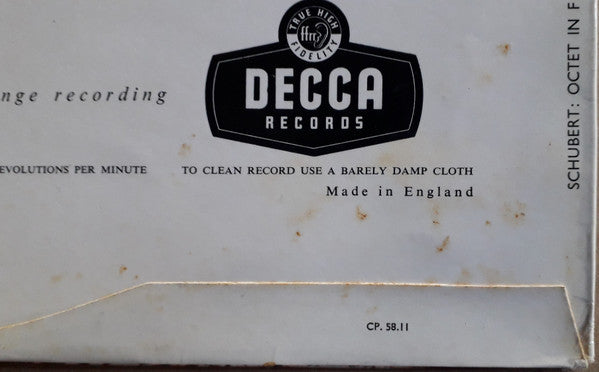 TRUE HIGH
ffrr
FIDELITY
DECCA
RECORDS
nge recording
EVOLUTIONS PER MINUTE
TO CLEAN RECORD USE A BARELY DAMP CLOTH
Made in England
SCHUBERT: OCTET IN F
CP. 58.11